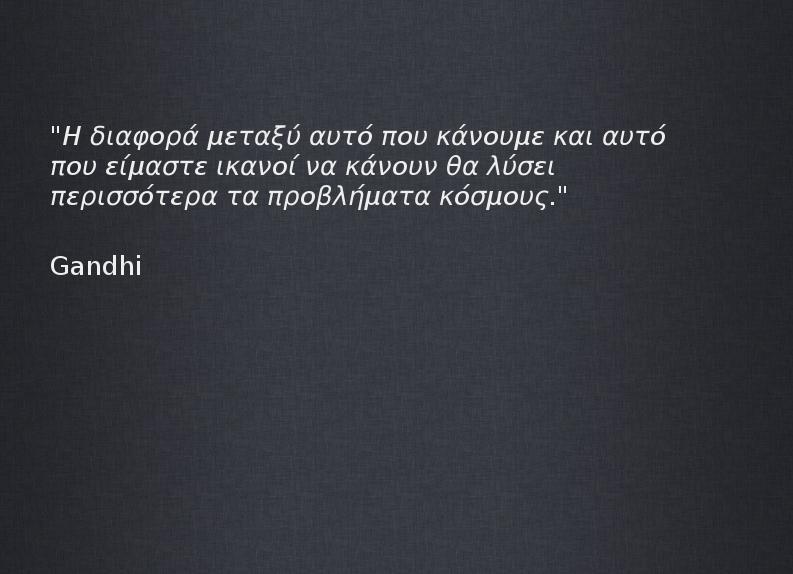 "Η διαφορά μεταξύ αυτό που κάνουμε και αυτό
που είμαστε ικανοί να κάνουν θα λύσει
περισσότερα τα προβλήματα κόσμους."
Gandhi